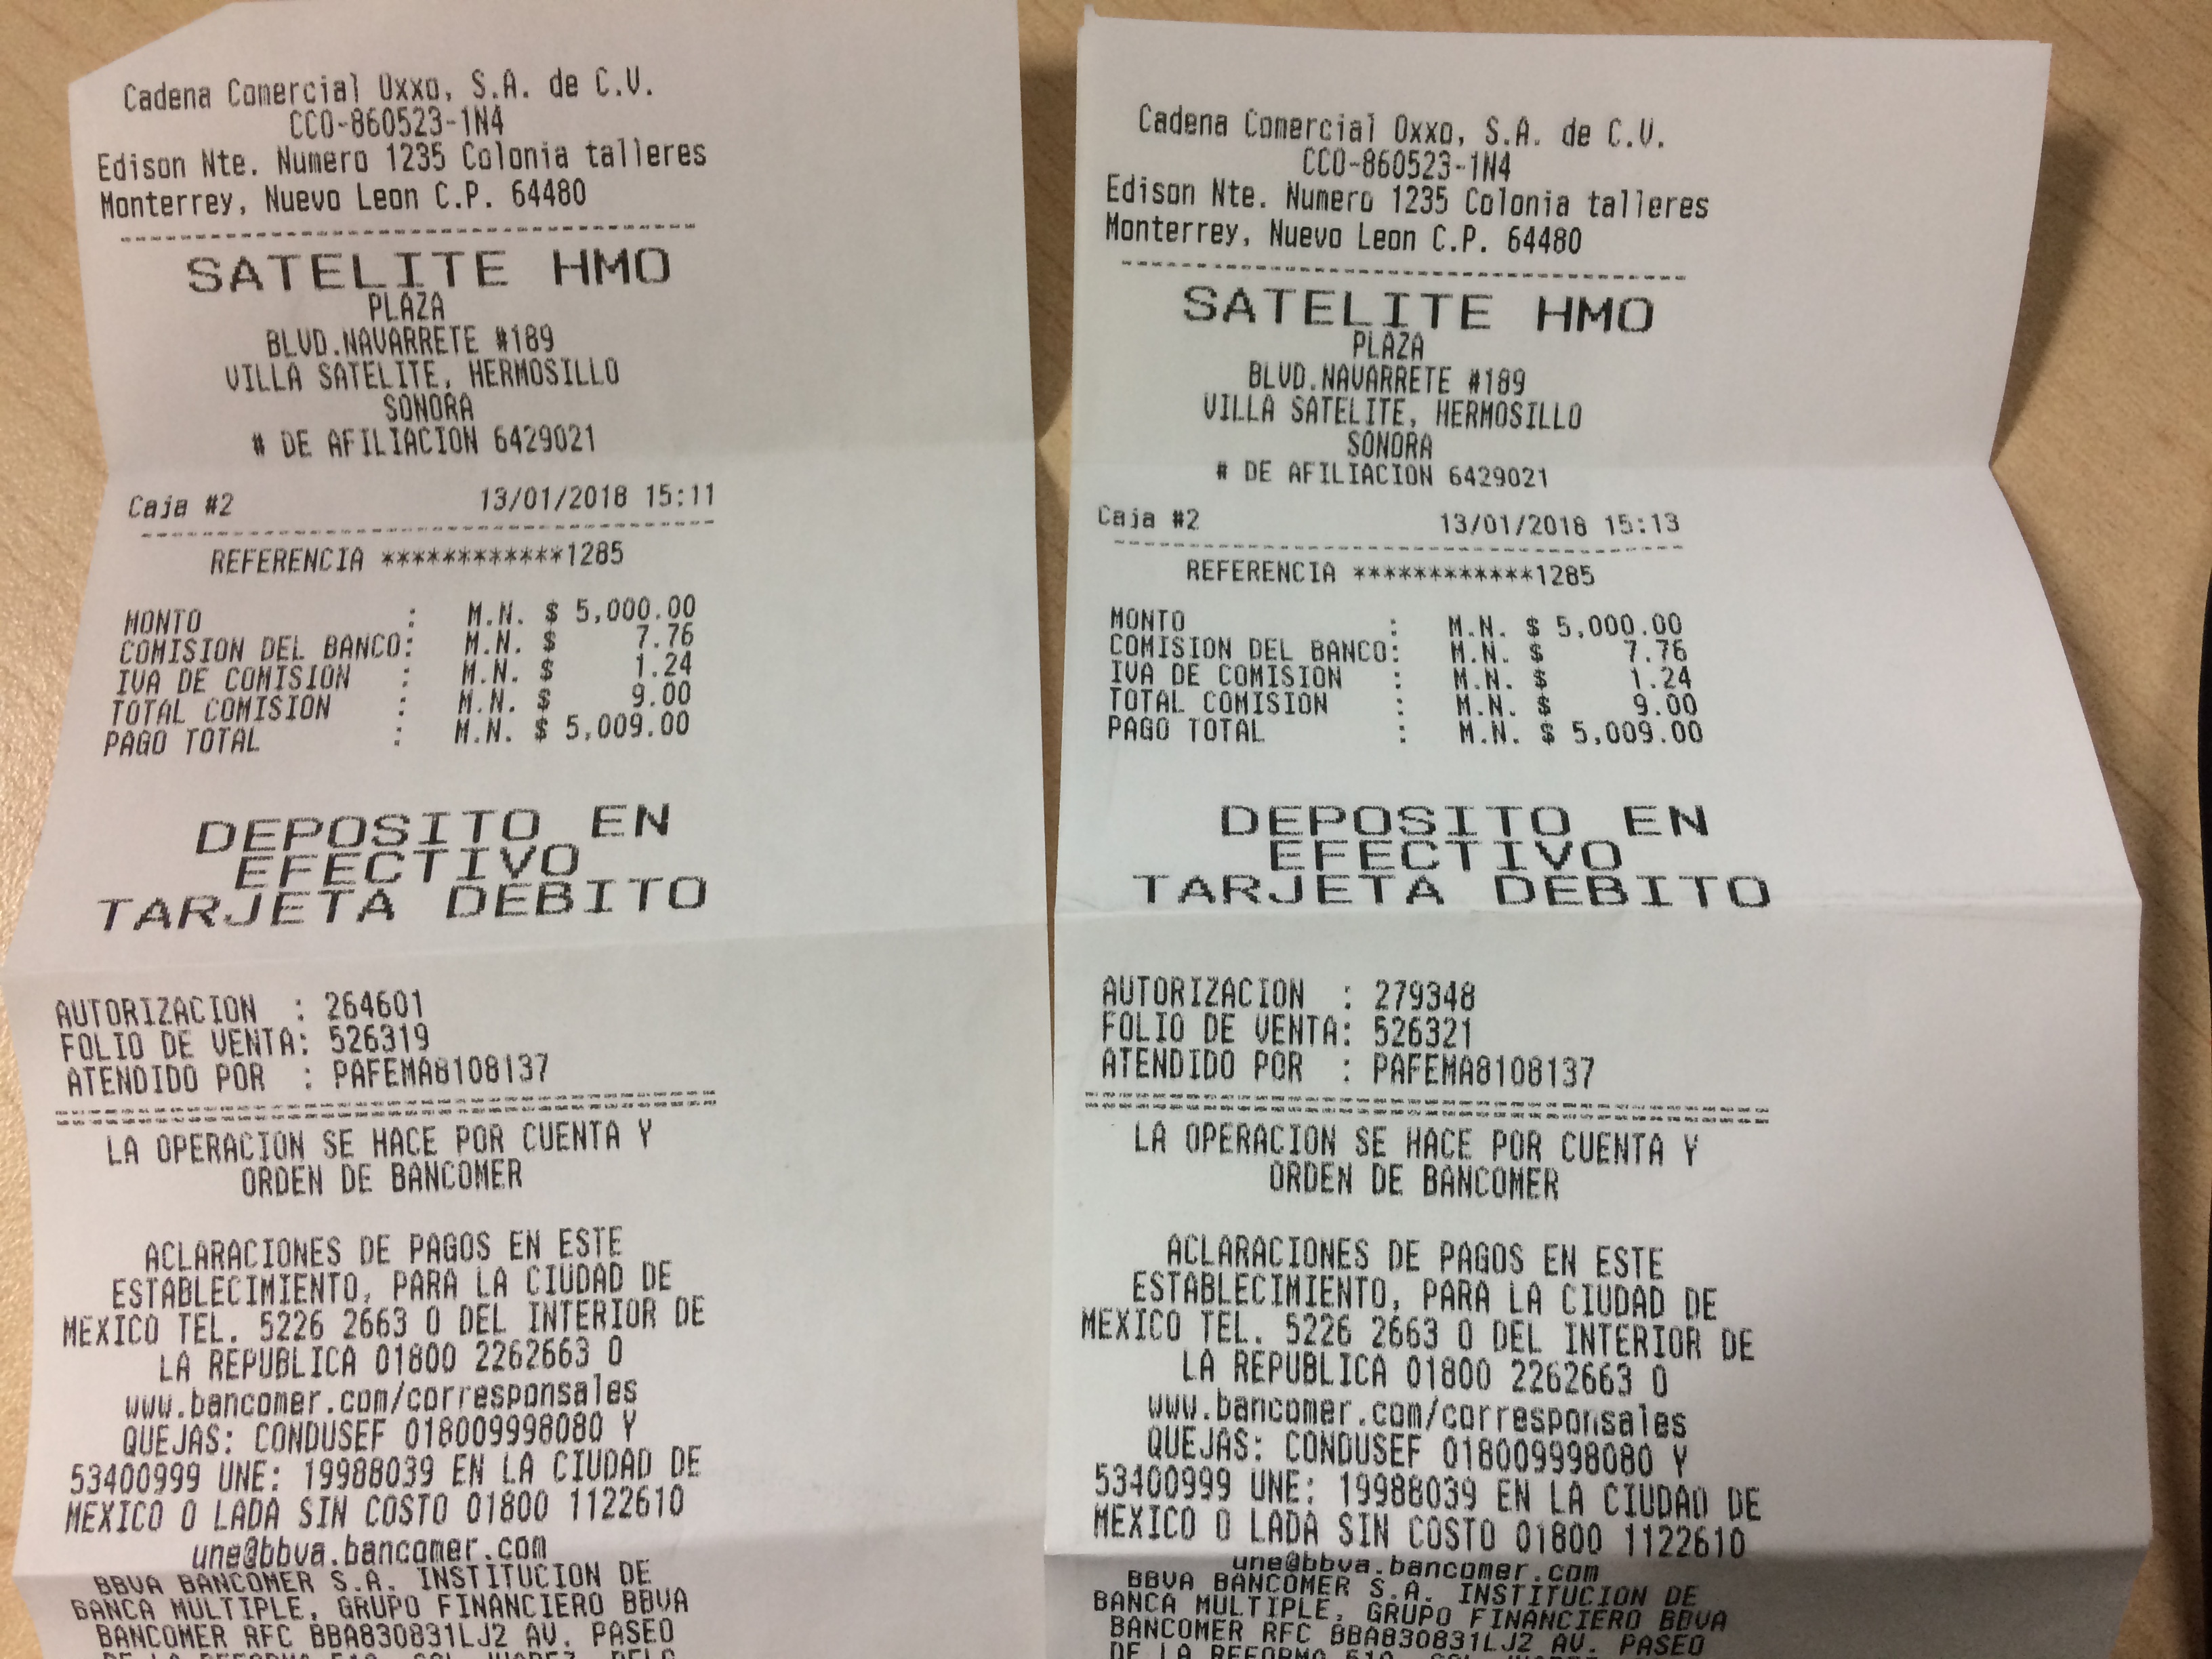 Cadena Comercial Oxxo, S.A. de C.V.
CCO-860523-1N4
Edison Nte. Numero 1235 Colonia talleres
Monterrey, Nuevo Leon C.P. 64480
SATELITE HMO
PLAZA
BLVD.NAVARRETE #189
VILLA SATELITE, HERMOSILLO
SONORA
# DE AFILIACION 6429021
Caja #2 13/01/2018 15:11
REFERENCIA ************1285
MONTO : M.N. $ 5,000.00
COMISION DEL BANCO: M.N. $ 7.76
IVA DE COMISION : M.N. $ 1.24
TOTAL COMISION : M.N. $ 9.00
PAGO TOTAL : M.N. $ 5,009.00
DEPOSITO EN
EFECTIVO
TARJETA DEBITO
AUTORIZACION : 264601
FOLIO DE VENTA: 526319
ATENDIDO POR : PAFEMA8108137
LA OPERACION SE HACE POR CUENTA Y
ORDEN DE BANCOMER
ACLARACIONES DE PAGOS EN ESTE
ESTABLECIMIENTO, PARA LA CIUDAD DE
MEXICO TEL. 5226 2663 O DEL INTERIOR DE
LA REPUBLICA 01800 2262663 O
www.bancomer.com/corresponsales
QUEJAS: CONDUSEF 018009998080 Y
53400999 UNE: 19988039 EN LA CIUDAD DE
MEXICO O LADA SIN COSTO 01800 1122610
une@bbva.bancomer.com
BBVA BANCOMER S.A. INSTITUCION DE
BANCA MULTIPLE, GRUPO FINANCIERO BBVA
BANCOMER RFC BBA830831LJ2 AV. PASEO
DE LA REFORMA 510
Cadena Comercial Oxxo, S.A. de C.V.
CCO-860523-1N4
Edison Nte. Numero 1235 Colonia talleres
Monterrey, Nuevo Leon C.P. 64480
SATELITE HMO
PLAZA
BLVD.NAVARRETE #189
VILLA SATELITE, HERMOSILLO
SONORA
# DE AFILIACION 6429021
Caja #2 13/01/2018 15:13
REFERENCIA ************1285
MONTO : M.N. $ 5,000.00
COMISION DEL BANCO: M.N. $ 7.76
IVA DE COMISION : M.N. $ 1.24
TOTAL COMISION : M.N. $ 9.00
PAGO TOTAL : M.N. $ 5,009.00
DEPOSITO EN
EFECTIVO
TARJETA DEBITO
AUTORIZACION : 279348
FOLIO DE VENTA: 526321
ATENDIDO POR : PAFEMA8108137
LA OPERACION SE HACE POR CUENTA Y
ORDEN DE BANCOMER
ACLARACIONES DE PAGOS EN ESTE
ESTABLECIMIENTO, PARA LA CIUDAD DE
MEXICO TEL. 5226 2663 O DEL INTERIOR DE
LA REPUBLICA 01800 2262663 O
www.bancomer.com/corresponsales
QUEJAS: CONDUSEF 018009998080 Y
53400999 UNE: 19988039 EN LA CIUDAD DE
MEXICO O LADA SIN COSTO 01800 1122610
une@bbva.bancomer.com
BBVA BANCOMER S.A. INSTITUCION DE
BANCA MULTIPLE, GRUPO FINANCIERO BBVA
BANCOMER RFC BBA830831LJ2 AV. PASEO
DE LA REFORMA 510